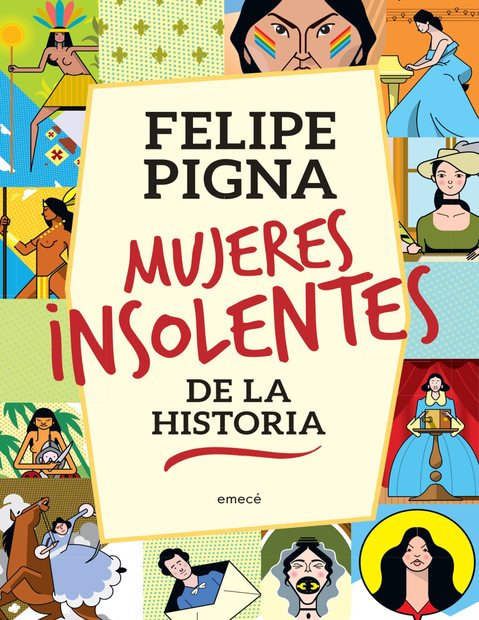 FELIPE
PIGNA
MUJERES
iNSOLENTES
DE LA
HISTORIA
emecé